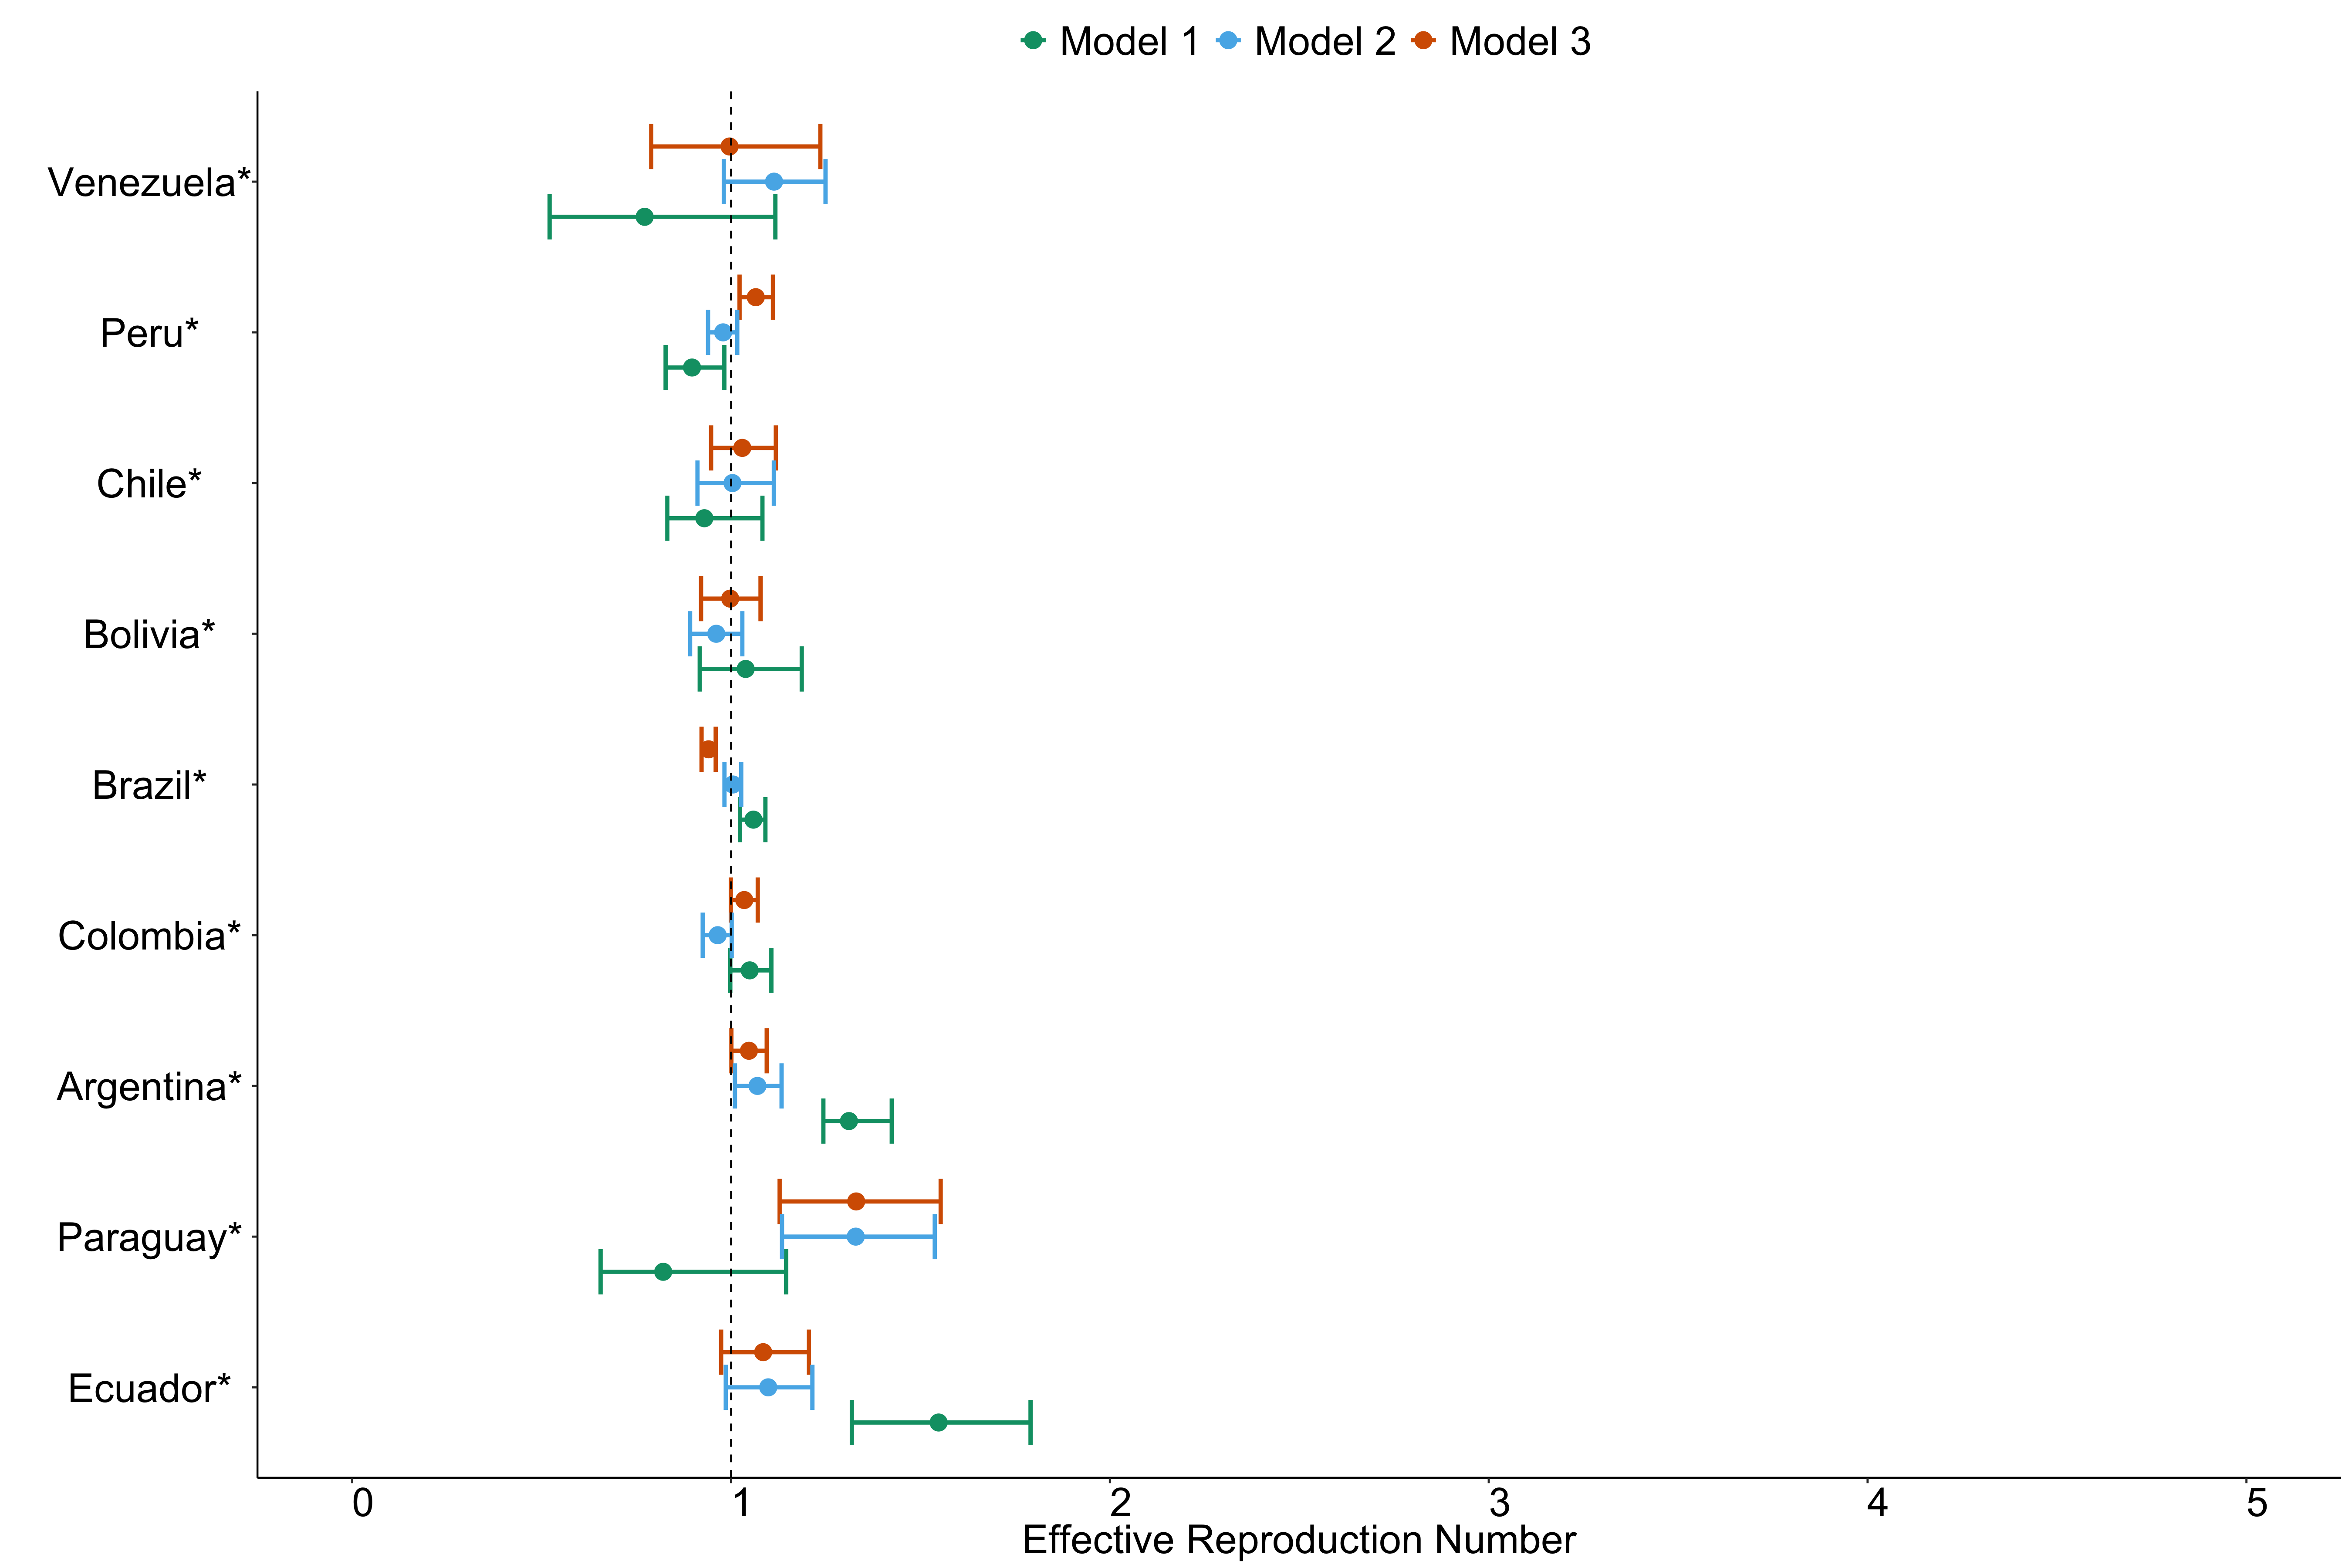 Model 1 Model 2 Model 3
Venezuela*
Peru*
Chile*
Bolivia*
Brazil*
Colombia*
Argentina*
Paraguay*
Ecuador*
0 1 2 3 4 5
Effective Reproduction Number